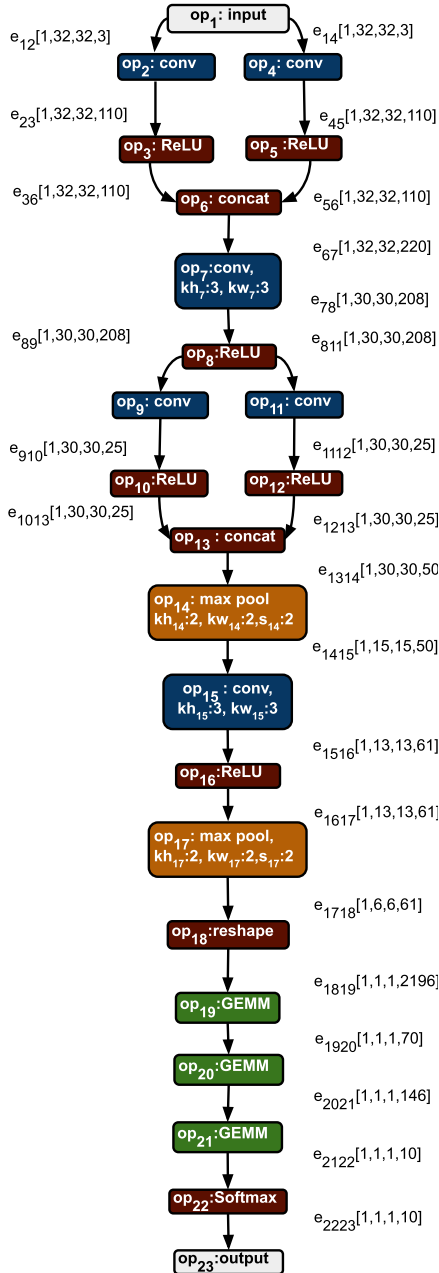 op1: input
e12[1,32,32,3]
e14[1,32,32,3]
op2: conv
op4: conv
e23[1,32,32,110]
e45[1,32,32,110]
op3: ReLU
op5 :ReLU
e36[1,32,32,110]
e56[1,32,32,110]
op6: concat
e67[1,32,32,220]
op7:conv,
kh7:3, kw7:3
e78[1,30,30,208]
e89[1,30,30,208]
e811[1,30,30,208]
op8:ReLU
op9: conv
op11: conv
e910[1,30,30,25]
e1112[1,30,30,25]
op10:ReLU
op12:ReLU
e1013[1,30,30,25]
e1213[1,30,30,25]
op13 : concat
e1314[1,30,30,50
op14: max pool
kh14:2, kw14:2,s14:2
e1415[1,15,15,50]
op15 : conv,
kh15:3, kw15:3
e1516[1,13,13,61]
op16:ReLU
e1617[1,13,13,61]
op17: max pool,
kh17:2, kw17:2,s17:2
e1718[1,6,6,61]
op18:reshape
e1819[1,1,1,2196]
op19:GEMM
e1920[1,1,1,70]
op20:GEMM
e2021[1,1,1,146]
op21:GEMM
e2122[1,1,1,10]
op22:Softmax
e2223[1,1,1,10]
op23:output